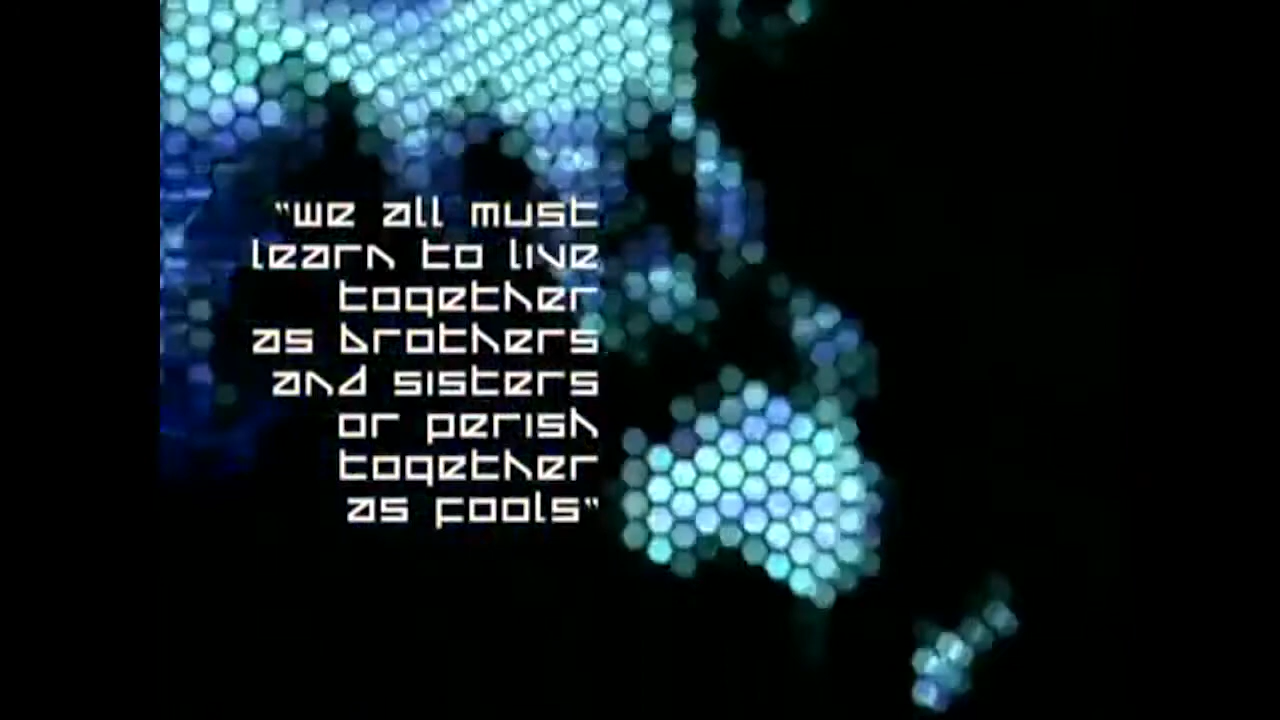 "we all must
learn to live
together
as brothers
and sisters
or perish
together
as fools"